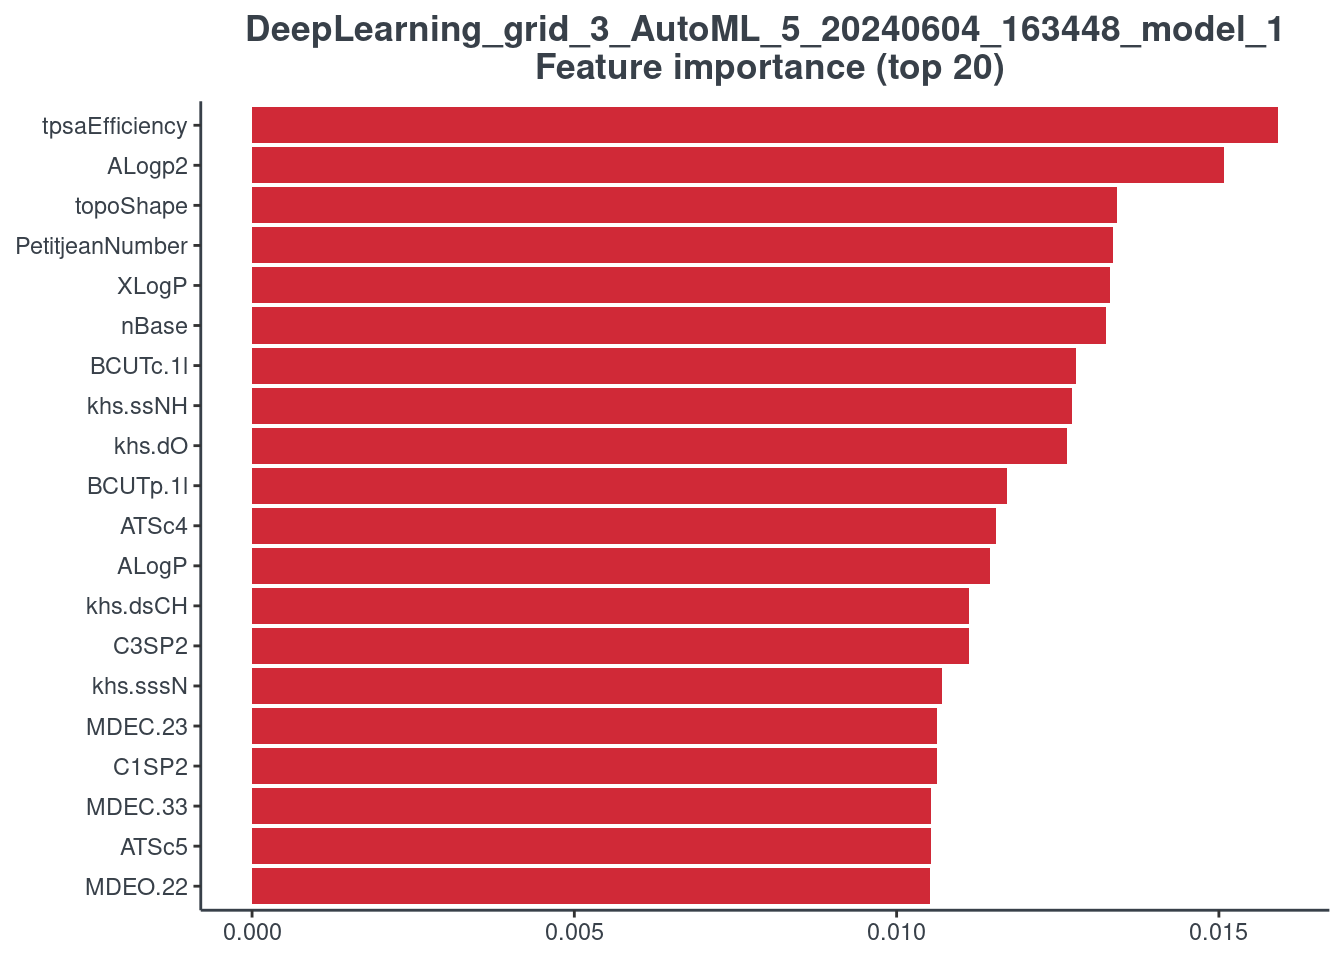 DeepLearning_grid_3_AutoML_5_20240604_163448_model_1
Feature importance (top 20)
tpsaEfficiency
ALogp2
topoShape
PetitjeanNumber
XLogP
nBase
BCUTc.1l
khs.ssNH
khs.dO
BCUTp.1l
ATSc4
ALogP
khs.dsCH
C3SP2
khs.sssN
MDEC.23
C1SP2
MDEC.33
ATSc5
MDEO.22
0.000 0.005 0.010 0.015